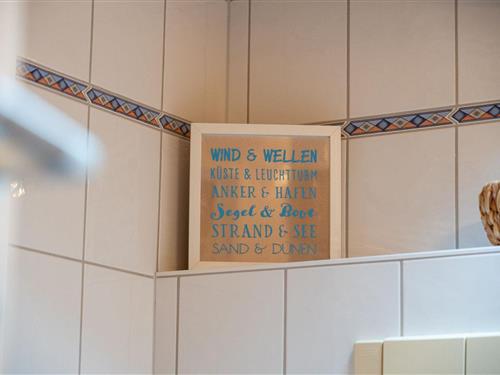 WIND & WELLEN
KÜSTE & LEUCHTTURM
ANKER & HAFEN
Segel & Boot
STRAND & SEE
SAND & DÜNEN